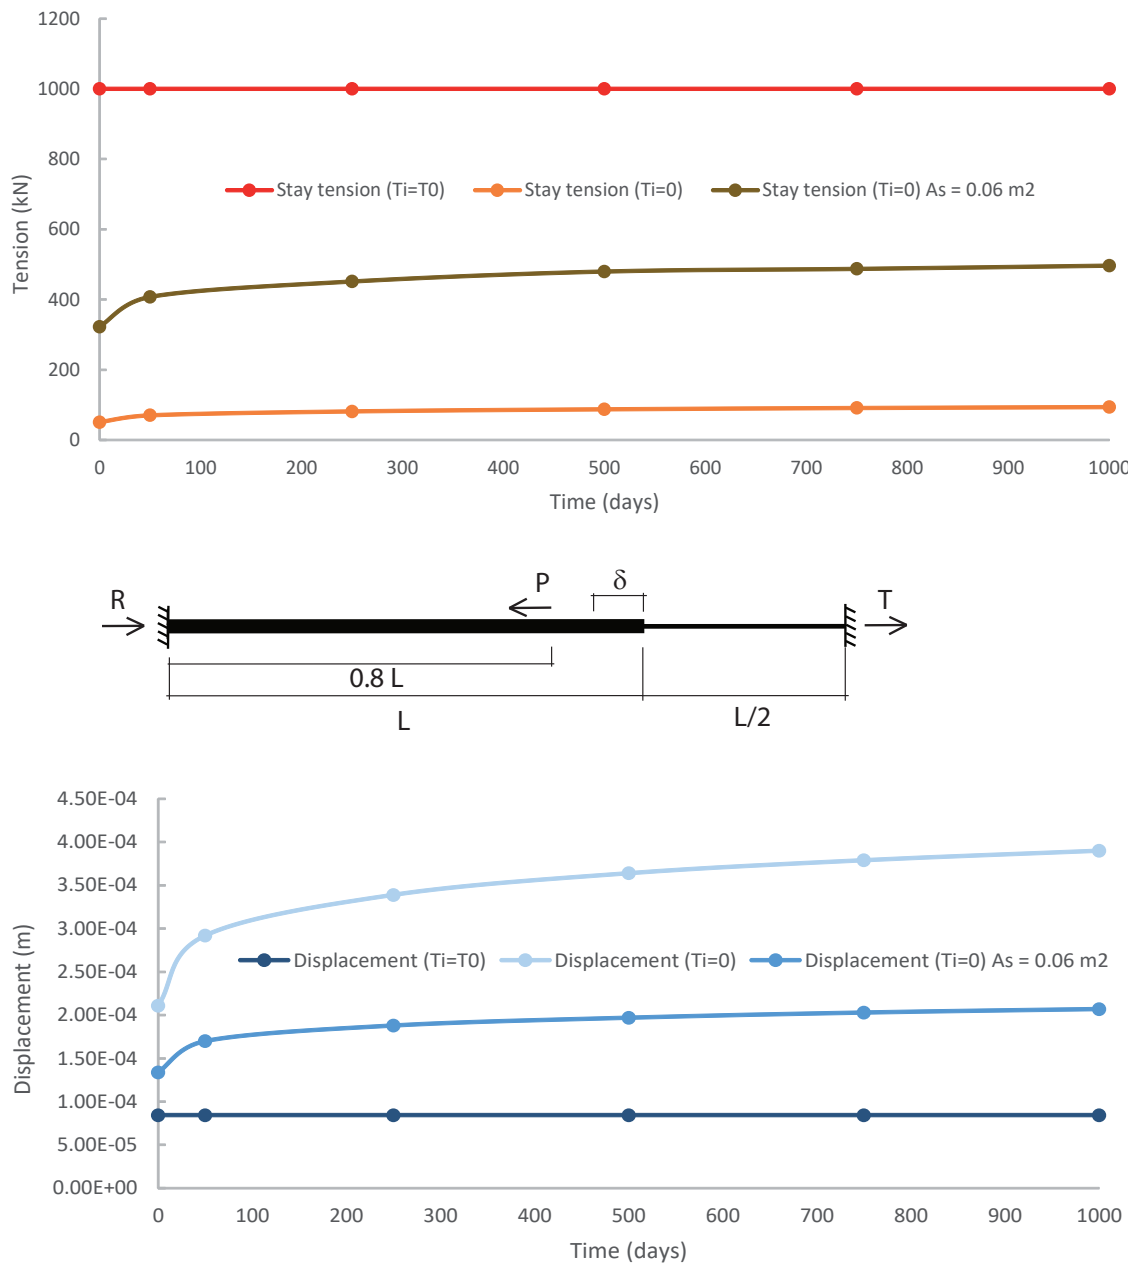 1200
1000
800
600
400
200
0
Tension (kN)
Stay tension (Ti=T0) Stay tension (Ti=0) Stay tension (Ti=0) As = 0.06 m2
0 100 200 300 400 500 600 700 800 900 1000
Time (days)
P δ
R T
0.8 L
L L/2
4.50E-04
4.00E-04
3.50E-04
3.00E-04
2.50E-04
2.00E-04
1.50E-04
1.00E-04
5.00E-05
0.00E+00
Displacement (m)
Displacement (Ti=T0) Displacement (Ti=0) Displacement (Ti=0) As = 0.06 m2
0 100 200 300 400 500 600 700 800 900 1000
Time (days)